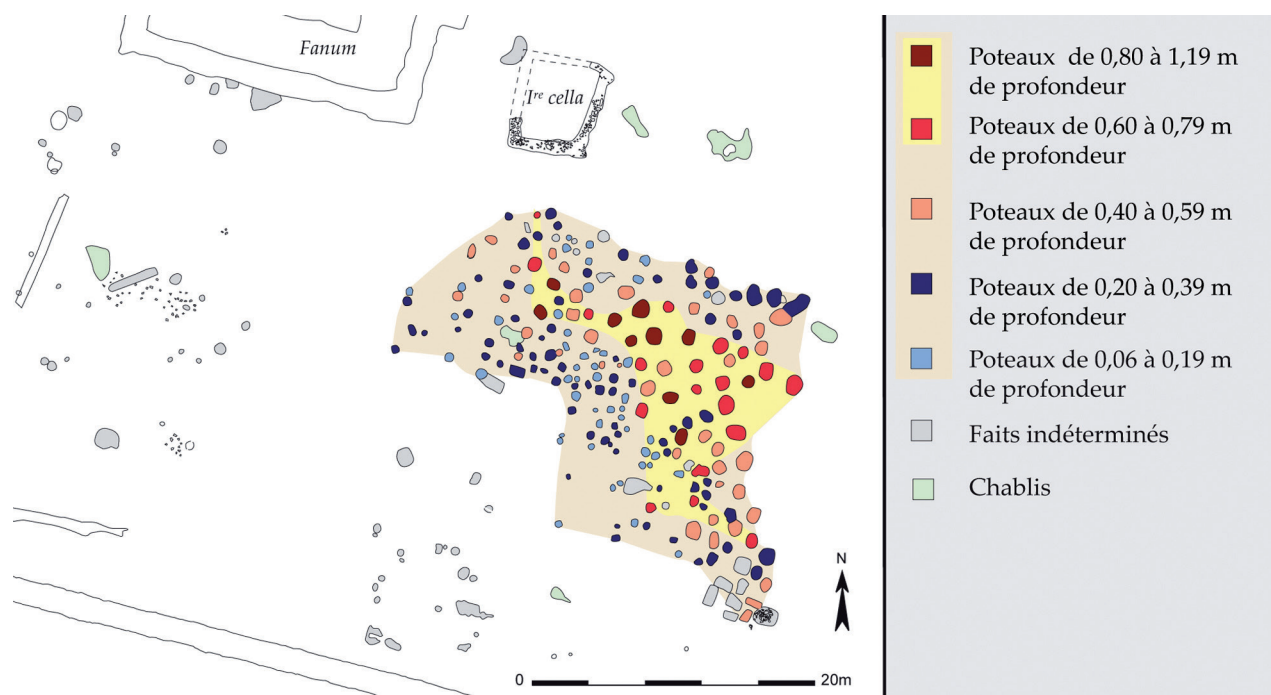 Fanum
Ire cella
N
0
20m
Poteaux de 0,80 à 1,19 m
de profondeur
Poteaux de 0,60 à 0,79 m
de profondeur
Poteaux de 0,40 à 0,59 m
de profondeur
Poteaux de 0,20 à 0,39 m
de profondeur
Poteaux de 0,06 à 0,19 m
de profondeur
Faits indéterminés
Chablis